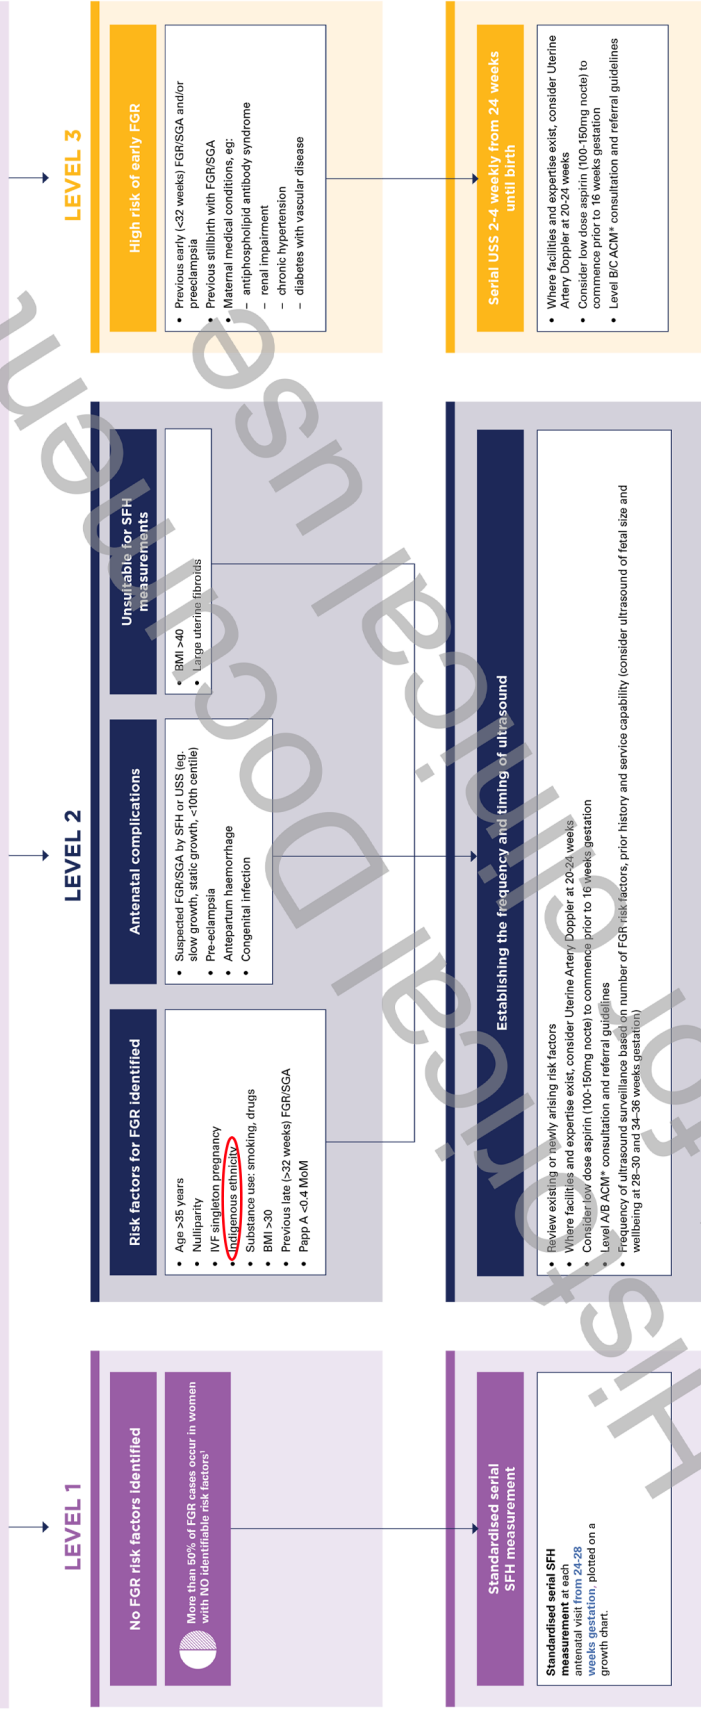 LEVEL 1
No FGR risk factors identified
More than 50% of FGR cases occur in women
with NO identifiable risk factors¹
Standardised serial
SFH measurement
Standardised serial SFH
measurement at each
antenatal visit from 24-28
weeks gestation, plotted on a
growth chart.
LEVEL 2
Risk factors for FGR identified
• Age >35 years
• Nulliparity
• IVF singleton pregnancy
• Indigenous ethnicity
• Substance use: smoking, drugs
• BMI >30
• Previous late (>32 weeks) FGR/SGA
• Papp A <0.4 MoM
Antenatal complications
• Suspected FGR/SGA by SFH or USS (eg.
slow growth, static growth, <10th centile)
• Pre-eclampsia
• Antepartum haemorrhage
• Congenital infection
Unsuitable for SFH
measurements
• BMI >40
• Large uterine fibroids
Establishing the frequency and timing of ultrasound
• Review existing or newly arising risk factors
• Where facilities and expertise exist, consider Uterine Artery Doppler at 20-24 weeks
• Consider low dose aspirin (100-150mg nocte) to commence prior to 16 weeks gestation
• Level A/B ACM* consultation and referral guidelines
• Frequency of ultrasound surveillance based on number of FGR risk factors, prior history and service capability (consider ultrasound of fetal size and
wellbeing at 28–30 and 34–36 weeks gestation)
LEVEL 3
High risk of early FGR
• Previous early (<32 weeks) FGR/SGA and/or
preeclampsia
• Previous stillbirth with FGR/SGA
• Maternal medical conditions, eg:
– antiphospholipid antibody syndrome
– renal impairment
– chronic hypertension
– diabetes with vascular disease
Serial USS 2-4 weekly from 24 weeks
until birth
• Where facilities and expertise exist, consider Uterine
Artery Doppler at 20-24 weeks
• Consider low dose aspirin (100-150mg nocte) to
commence prior to 16 weeks gestation
• Level B/C ACM* consultation and referral guidelines
Historical Documen
for clinical use